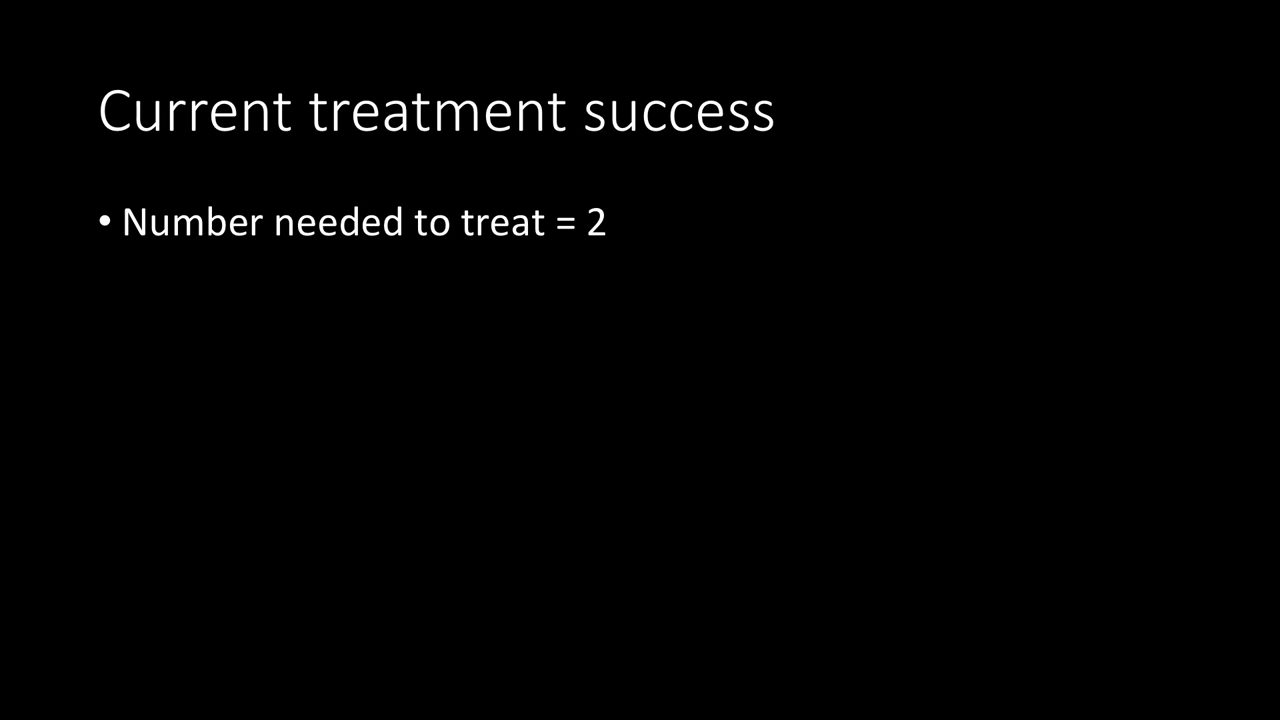 Current treatment success
• Number needed to treat = 2